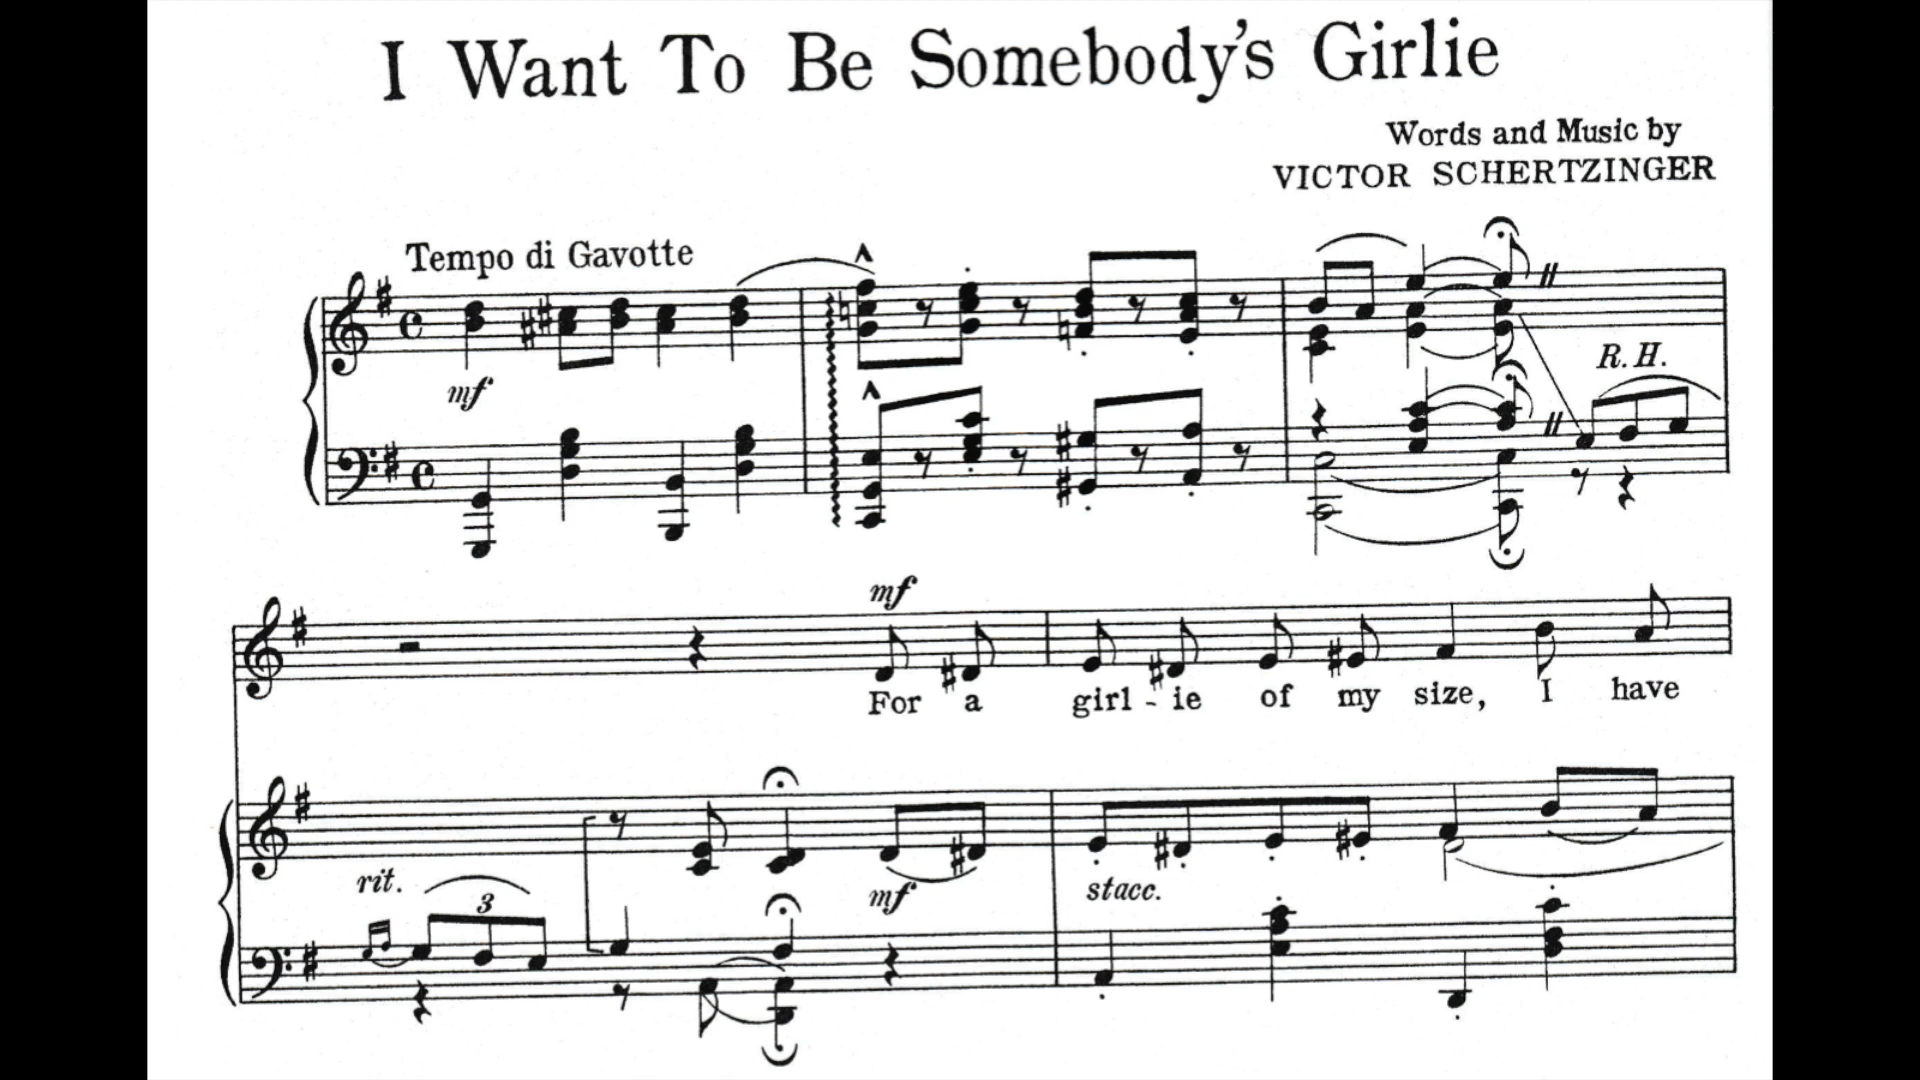 I Want To Be Somebody's Girlie
Words and Music by
VICTOR SCHERTZINGER
Tempo di Gavotte
mf
R.H.
mf
For a girl - ie of my size, I have
rit.
3
mf
stacc.